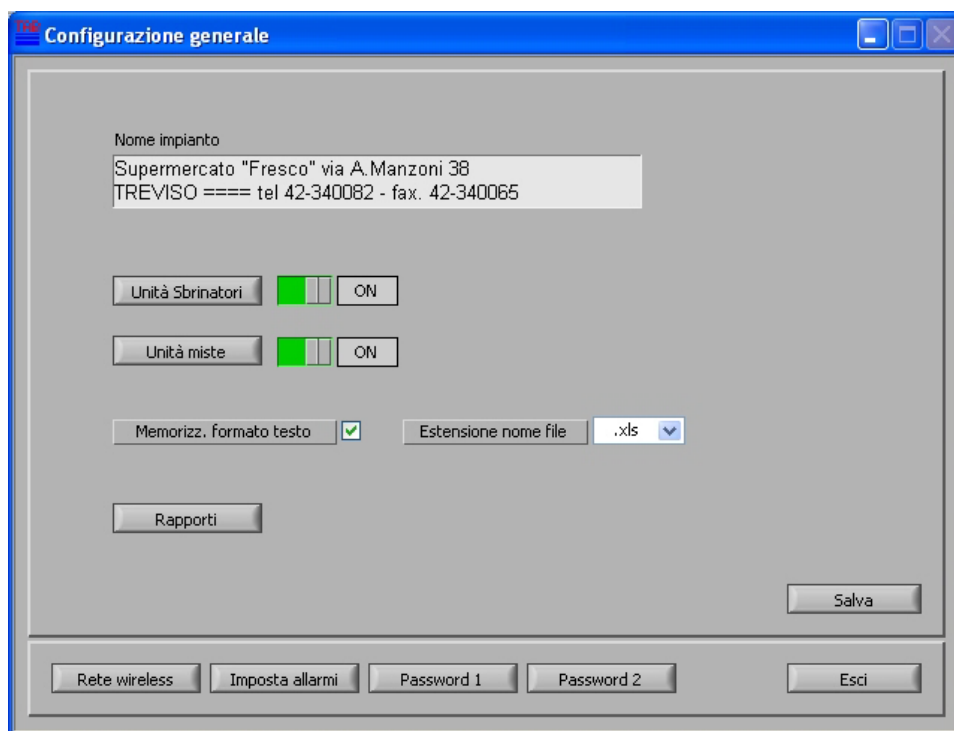 Configurazione generale
Nome impianto
Supermercato "Fresco" via A.Manzoni 38
TREVISO ==== tel 42-340082 - fax. 42-340065
Unità Sbrinatori ON
Unità miste ON
Memorizz. formato testo Estensione nome file .xls
Rapporti
Salva
Rete wireless Imposta allarmi Password 1 Password 2 Esci